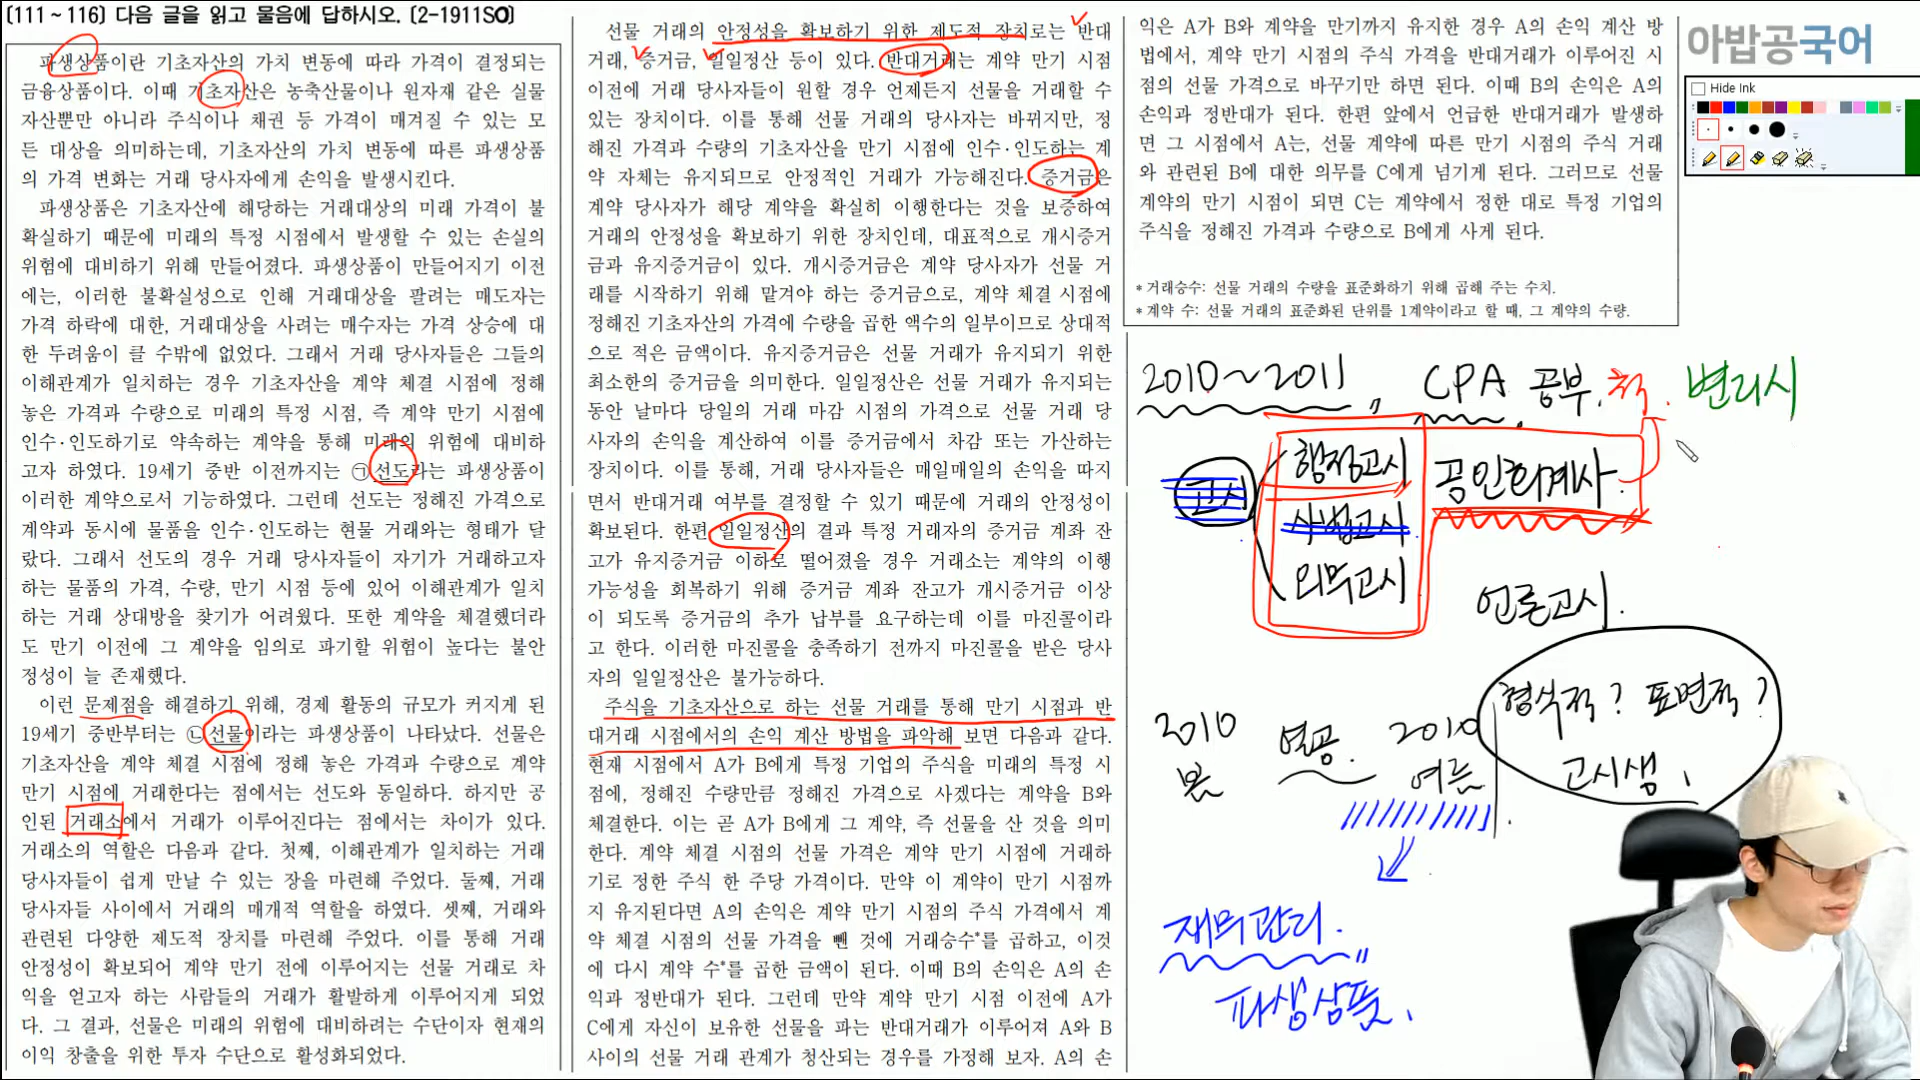 [111~116] 다음 글을 읽고 물음에 답하시오. [2-1911SO]
파생상품이란 기초자산의 가치 변동에 따라 가격이 결정되는
금융상품이다. 이때 기초자산은 농축산물이나 원자재 같은 실물
자산뿐만 아니라 주식이나 채권 등 가격이 매겨질 수 있는 모
든 대상을 의미하는데, 기초자산의 가치 변동에 따른 파생상품
의 가격 변화는 거래 당사자에게 손익을 발생시킨다.
파생상품은 기초자산에 해당하는 거래대상의 미래 가격이 불
확실하기 때문에 미래의 특정 시점에서 발생할 수 있는 손실의
위험에 대비하기 위해 만들어졌다. 파생상품이 만들어지기 이전
에는, 이러한 불확실성으로 인해 거래대상을 팔려는 매도자는
가격 하락에 대한, 거래대상을 사려는 매수자는 가격 상승에 대
한 두려움이 클 수밖에 없었다. 그래서 거래 당사자들은 그들의
이해관계가 일치하는 경우 기초자산을 계약 체결 시점에 정해
놓은 가격과 수량으로 미래의 특정 시점, 즉 계약 만기 시점에
인수·인도하기로 약속하는 계약을 통해 미래의 위험에 대비하
고자 하였다. 19세기 중반 이전까지는 ㉠선도라는 파생상품이
이러한 계약으로서 기능하였다. 그런데 선도는 정해진 가격으로
계약과 동시에 물품을 인수·인도하는 현물 거래와는 형태가 달
랐다. 그래서 선도의 경우 거래 당사자들이 자기가 거래하고자
하는 물품의 가격, 수량, 만기 시점 등에 있어 이해관계가 일치
하는 거래 상대방을 찾기가 어려웠다. 또한 계약을 체결했더라
도 만기 이전에 그 계약을 임의로 파기할 위험이 높다는 불안
정성이 늘 존재했다.
이런 문제점을 해결하기 위해, 경제 활동의 규모가 커지게 된
19세기 중반부터는 ㉡선물이라는 파생상품이 나타났다. 선물은
기초자산을 계약 체결 시점에 정해 놓은 가격과 수량으로 계약
만기 시점에 거래한다는 점에서는 선도와 동일하다. 하지만 공
인된 거래소에서 거래가 이루어진다는 점에서는 차이가 있다.
거래소의 역할은 다음과 같다. 첫째, 이해관계가 일치하는 거래
당사자들이 쉽게 만날 수 있는 장을 마련해 주었다. 둘째, 거래
당사자들 사이에서 거래의 매개적 역할을 하였다. 셋째, 거래와
관련된 다양한 제도적 장치를 마련해 주었다. 이를 통해 거래
안정성이 확보되어 계약 만기 전에 이루어지는 선물 거래로 차
익을 얻고자 하는 사람들의 거래가 활발하게 이루어지게 되었
다. 그 결과, 선물은 미래의 위험에 대비하려는 수단이자 현재의
이익 창출을 위한 투자 수단으로 활성화되었다.
선물 거래의 안정성을 확보하기 위한 제도적 장치로는 반대
거래, 증거금, 일일정산 등이 있다. 반대거래는 계약 만기 시점
이전에 거래 당사자들이 원할 경우 언제든지 선물을 거래할 수
있는 장치이다. 이를 통해 선물 거래의 당사자는 바뀌지만, 정
해진 가격과 수량의 기초자산을 만기 시점에 인수·인도하는 계
약 자체는 유지되므로 안정적인 거래가 가능해진다. 증거금은
계약 당사자가 해당 계약을 확실히 이행한다는 것을 보증하여
거래의 안정성을 확보하기 위한 장치인데, 대표적으로 개시증거
금과 유지증거금이 있다. 개시증거금은 계약 당사자가 선물 거
래를 시작하기 위해 맡겨야 하는 증거금으로, 계약 체결 시점에
정해진 기초자산의 가격에 수량을 곱한 액수의 일부이므로 상대적
으로 적은 금액이다. 유지증거금은 선물 거래가 유지되기 위한
최소한의 증거금을 의미한다. 일일정산은 선물 거래가 유지되는
동안 날마다 당일의 거래 마감 시점의 가격으로 선물 거래 당
사자의 손익을 계산하여 이를 증거금에서 차감 또는 가산하는
장치이다. 이를 통해, 거래 당사자들은 매일매일의 손익을 따지
면서 반대거래 여부를 결정할 수 있기 때문에 거래의 안정성이
확보된다. 한편 일일정산의 결과 특정 거래자의 증거금 계좌 잔
고가 유지증거금 이하로 떨어졌을 경우 거래소는 계약의 이행
가능성을 회복하기 위해 증거금 계좌 잔고가 개시증거금 이상
이 되도록 증거금의 추가 납부를 요구하는데 이를 마진콜이라
고 한다. 이러한 마진콜을 충족하기 전까지 마진콜을 받은 당사
자의 일일정산은 불가능하다.
주식을 기초자산으로 하는 선물 거래를 통해 만기 시점과 반
대거래 시점에서의 손익 계산 방법을 파악해 보면 다음과 같다.
현재 시점에서 A가 B에게 특정 기업의 주식을 미래의 특정 시
점에, 정해진 수량만큼 정해진 가격으로 사겠다는 계약을 B와
체결한다. 이는 곧 A가 B에게 그 계약, 즉 선물을 산 것을 의미
한다. 계약 체결 시점의 선물 가격은 계약 만기 시점에 거래하
기로 정한 주식 한 주당 가격이다. 만약 이 계약이 만기 시점까
지 유지된다면 A의 손익은 계약 만기 시점의 주식 가격에서 계
약 체결 시점의 선물 가격을 뺀 것에 거래승수*를 곱하고, 이것
에 다시 계약 수*를 곱한 금액이 된다. 이때 B의 손익은 A의 손
익과 정반대가 된다. 그런데 만약 계약 만기 시점 이전에 A가
C에게 자신이 보유한 선물을 파는 반대거래가 이루어져 A와 B
사이의 선물 거래 관계가 청산되는 경우를 가정해 보자. A의 손
익은 A가 B와 계약을 만기까지 유지한 경우 A의 손익 계산 방
법에서, 계약 만기 시점의 주식 가격을 반대거래가 이루어진 시
점의 선물 가격으로 바꾸기만 하면 된다. 이때 B의 손익은 A의
손익과 정반대가 된다. 한편 앞에서 언급한 반대거래가 발생하
면 그 시점에서 A는, 선물 계약에 따른 만기 시점의 주식 거래
와 관련된 B에 대한 의무를 C에게 넘기게 된다. 그러므로 선물
계약의 만기 시점이 되면 C는 계약에서 정한 대로 특정 기업의
주식을 정해진 가격과 수량으로 B에게 사게 된다.
* 거래승수: 선물 거래의 수량을 표준화하기 위해 곱해 주는 수치.
* 계약 수: 선물 거래의 표준화된 단위를 1계약이라고 할 때, 그 계약의 수량.
아밥공국어
Hide Ink
2010~2011, CPA 공부. 변리시
고시
행정고시
사법고시
외무고시
공인회계사.
언론고시.
형식적? 표면적?
고시생,
2010 봄
열공.
2010 여름
재무관리.
파생상품,